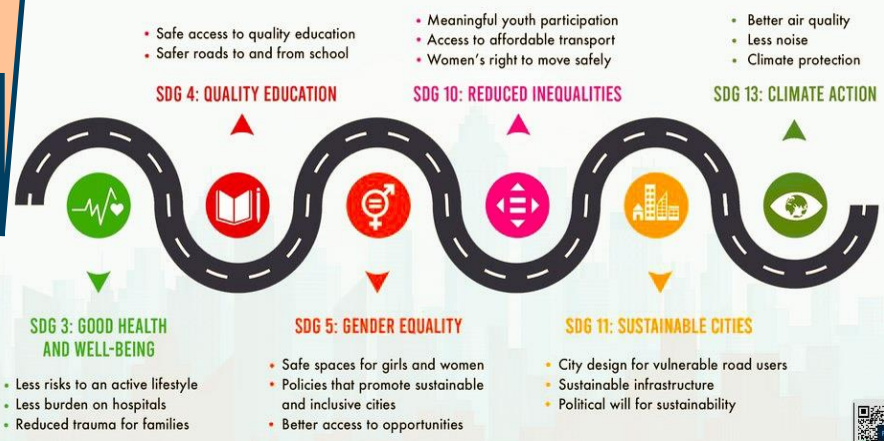 • Safe access to quality education
• Safer roads to and from school
SDG 4: QUALITY EDUCATION
• Meaningful youth participation
• Access to affordable transport
• Women's right to move safely
SDG 10: REDUCED INEQUALITIES
• Better air quality
• Less noise
• Climate protection
SDG 13: CLIMATE ACTION
SDG 3: GOOD HEALTH
AND WELL-BEING
• Less risks to an active lifestyle
• Less burden on hospitals
• Reduced trauma for families
SDG 5: GENDER EQUALITY
• Safe spaces for girls and women
• Policies that promote sustainable
and inclusive cities
• Better access to opportunities
SDG 11: SUSTAINABLE CITIES
• City design for vulnerable road users
• Sustainable infrastructure
• Political will for sustainability